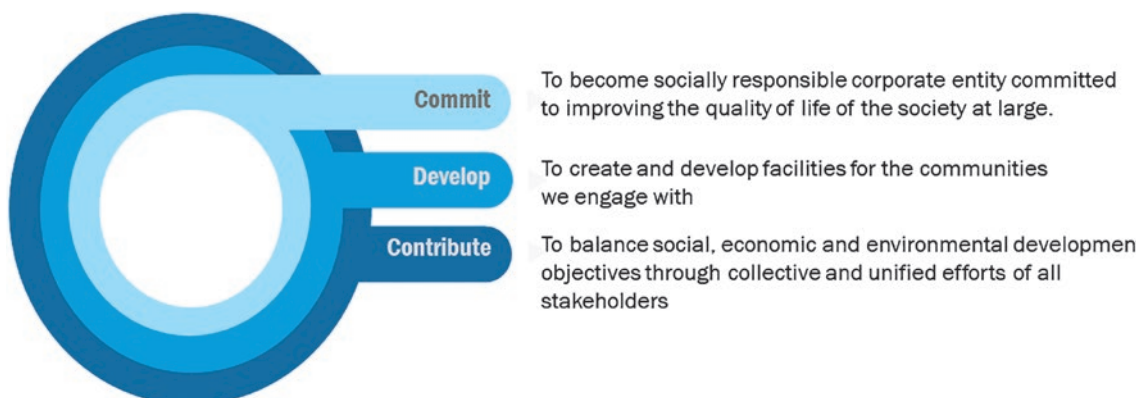 Commit
To become socially responsible corporate entity committed
to improving the quality of life of the society at large.
Develop
To create and develop facilities for the communities
we engage with
Contribute
To balance social, economic and environmental developmen
objectives through collective and unified efforts of all
stakeholders